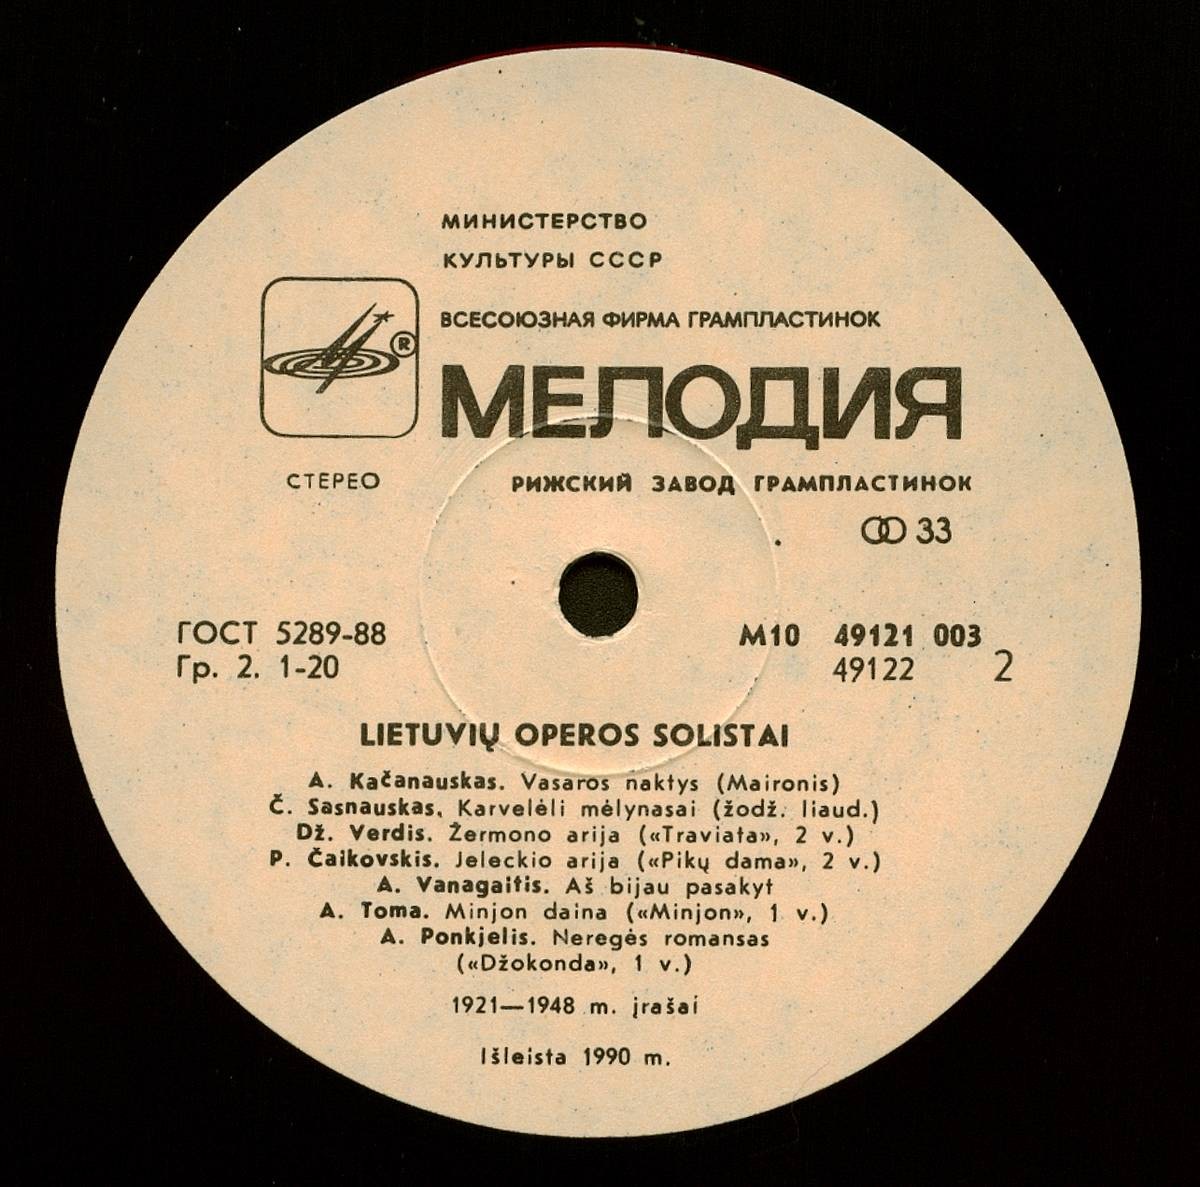 МИНИСТЕРСТВО
КУЛЬТУРЫ СССР
ВСЕСОЮЗНАЯ ФИРМА ГРАМПЛАСТИНОК
®
МЕЛОДИЯ
СТЕРЕО
РИЖСКИЙ ЗАВОД ГРАМПЛАСТИНОК
33
ГОСТ 5289-88
Гр. 2. 1-20
М10 49121 003
49122 2
LIETUVIŲ OPEROS SOLISTAI
A. Kačanauskas. Vasaros naktys (Maironis)
Č. Sasnauskas. Karvelėli mėlynasai (žodž. liaud.)
Dž. Verdis. Žermono arija («Traviata», 2 v.)
P. Čaikovskis. Jeleckio arija («Pikų dama», 2 v.)
A. Vanagaitis. Aš bijau pasakyt
A. Toma. Minjon daina («Minjon», 1 v.)
A. Ponkjelis. Neregės romansas
(«Džokonda», 1 v.)
1921—1948 m. įrašai
Išleista 1990 m.